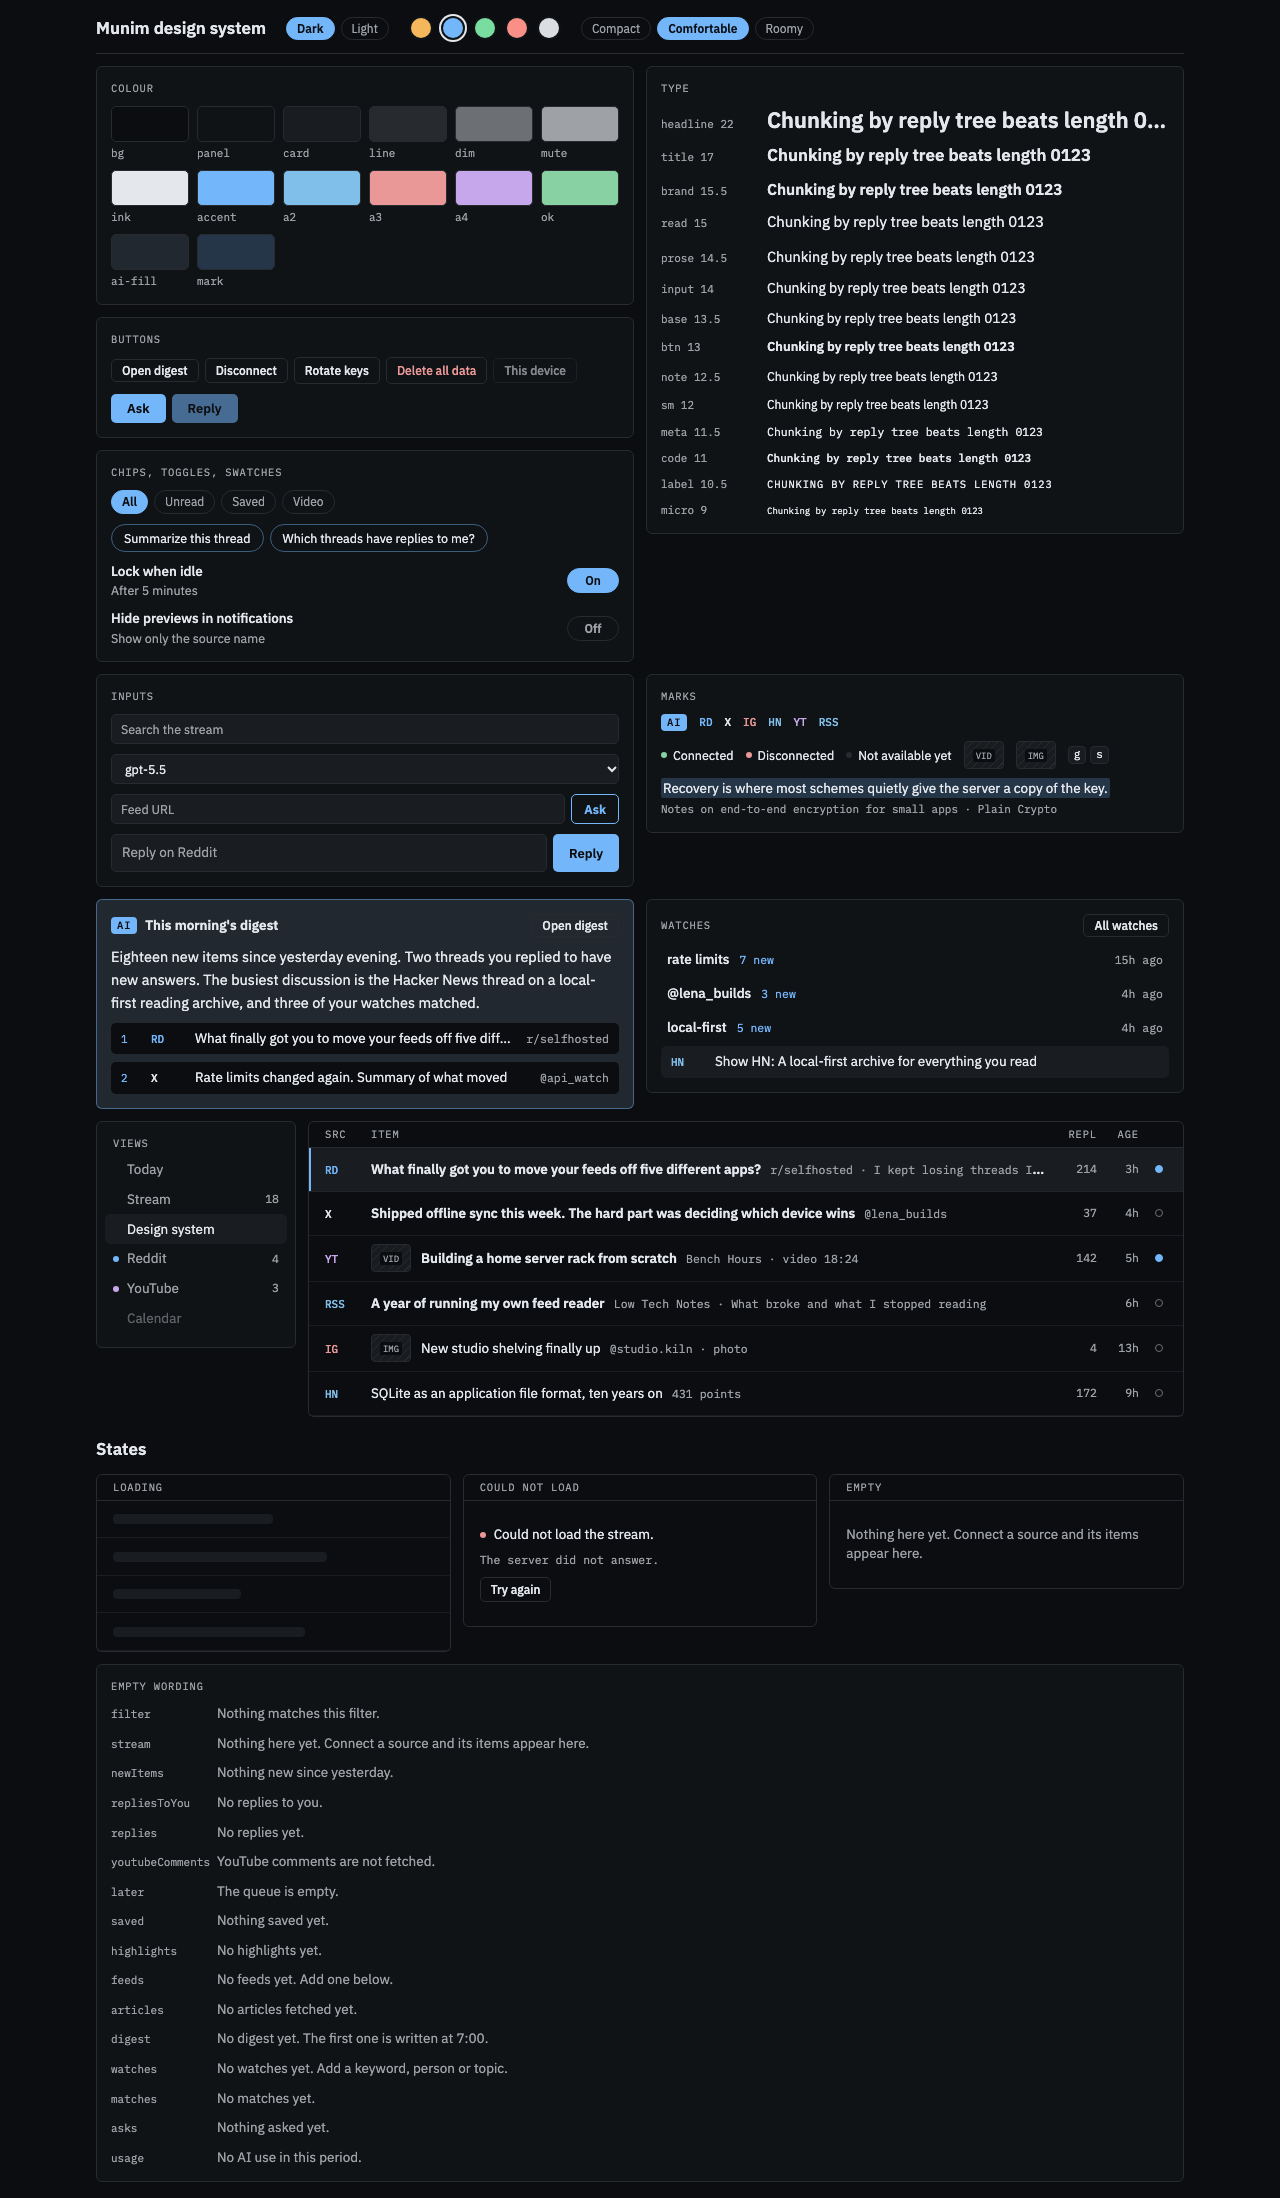 Munim design system
Dark Light Compact Comfortable Roomy
COLOUR
bg panel card line dim mute
ink accent a2 a3 a4 ok
ai-fill mark
TYPE
headline 22 Chunking by reply tree beats length 0...
title 17 Chunking by reply tree beats length 0123
brand 15.5 Chunking by reply tree beats length 0123
read 15 Chunking by reply tree beats length 0123
prose 14.5 Chunking by reply tree beats length 0123
input 14 Chunking by reply tree beats length 0123
base 13.5 Chunking by reply tree beats length 0123
btn 13 Chunking by reply tree beats length 0123
note 12.5 Chunking by reply tree beats length 0123
sm 12 Chunking by reply tree beats length 0123
meta 11.5 Chunking by reply tree beats length 0123
code 11 Chunking by reply tree beats length 0123
label 10.5 CHUNKING BY REPLY TREE BEATS LENGTH 0123
micro 9 Chunking by reply tree beats length 0123
BUTTONS
Open digest Disconnect Rotate keys Delete all data This device
Ask Reply
CHIPS, TOGGLES, SWATCHES
All Unread Saved Video
Summarize this thread Which threads have replies to me?
Lock when idle
After 5 minutes
On
Hide previews in notifications
Show only the source name
Off
INPUTS
Search the stream
gpt-5.5
Feed URL Ask
Reply on Reddit Reply
MARKS
AI RD X IG HN YT RSS
Connected Disconnected Not available yet VID IMG g s
Recovery is where most schemes quietly give the server a copy of the key.
Notes on end-to-end encryption for small apps · Plain Crypto
AI This morning's digest Open digest
Eighteen new items since yesterday evening. Two threads you replied to have
new answers. The busiest discussion is the Hacker News thread on a local-
first reading archive, and three of your watches matched.
1 RD What finally got you to move your feeds off five diff... r/selfhosted
2 X Rate limits changed again. Summary of what moved @api_watch
WATCHES All watches
rate limits 7 new 15h ago
@lena_builds 3 new 4h ago
local-first 5 new 4h ago
HN Show HN: A local-first archive for everything you read
VIEWS
Today
Stream 18
Design system
Reddit 4
YouTube 3
Calendar
SRC ITEM REPL AGE
RD What finally got you to move your feeds off five different apps? r/selfhosted · I kept losing threads I... 214 3h
X Shipped offline sync this week. The hard part was deciding which device wins @lena_builds 37 4h
YT VID Building a home server rack from scratch Bench Hours · video 18:24 142 5h
RSS A year of running my own feed reader Low Tech Notes · What broke and what I stopped reading 6h
IG IMG New studio shelving finally up @studio.kiln · photo 4 13h
HN SQLite as an application file format, ten years on 431 points 172 9h
States
LOADING
COULD NOT LOAD
Could not load the stream.
The server did not answer.
Try again
EMPTY
Nothing here yet. Connect a source and its items
appear here.
EMPTY WORDING
filter Nothing matches this filter.
stream Nothing here yet. Connect a source and its items appear here.
newItems Nothing new since yesterday.
repliesToYou No replies to you.
replies No replies yet.
youtubeComments YouTube comments are not fetched.
later The queue is empty.
saved Nothing saved yet.
highlights No highlights yet.
feeds No feeds yet. Add one below.
articles No articles fetched yet.
digest No digest yet. The first one is written at 7:00.
watches No watches yet. Add a keyword, person or topic.
matches No matches yet.
asks Nothing asked yet.
usage No AI use in this period.